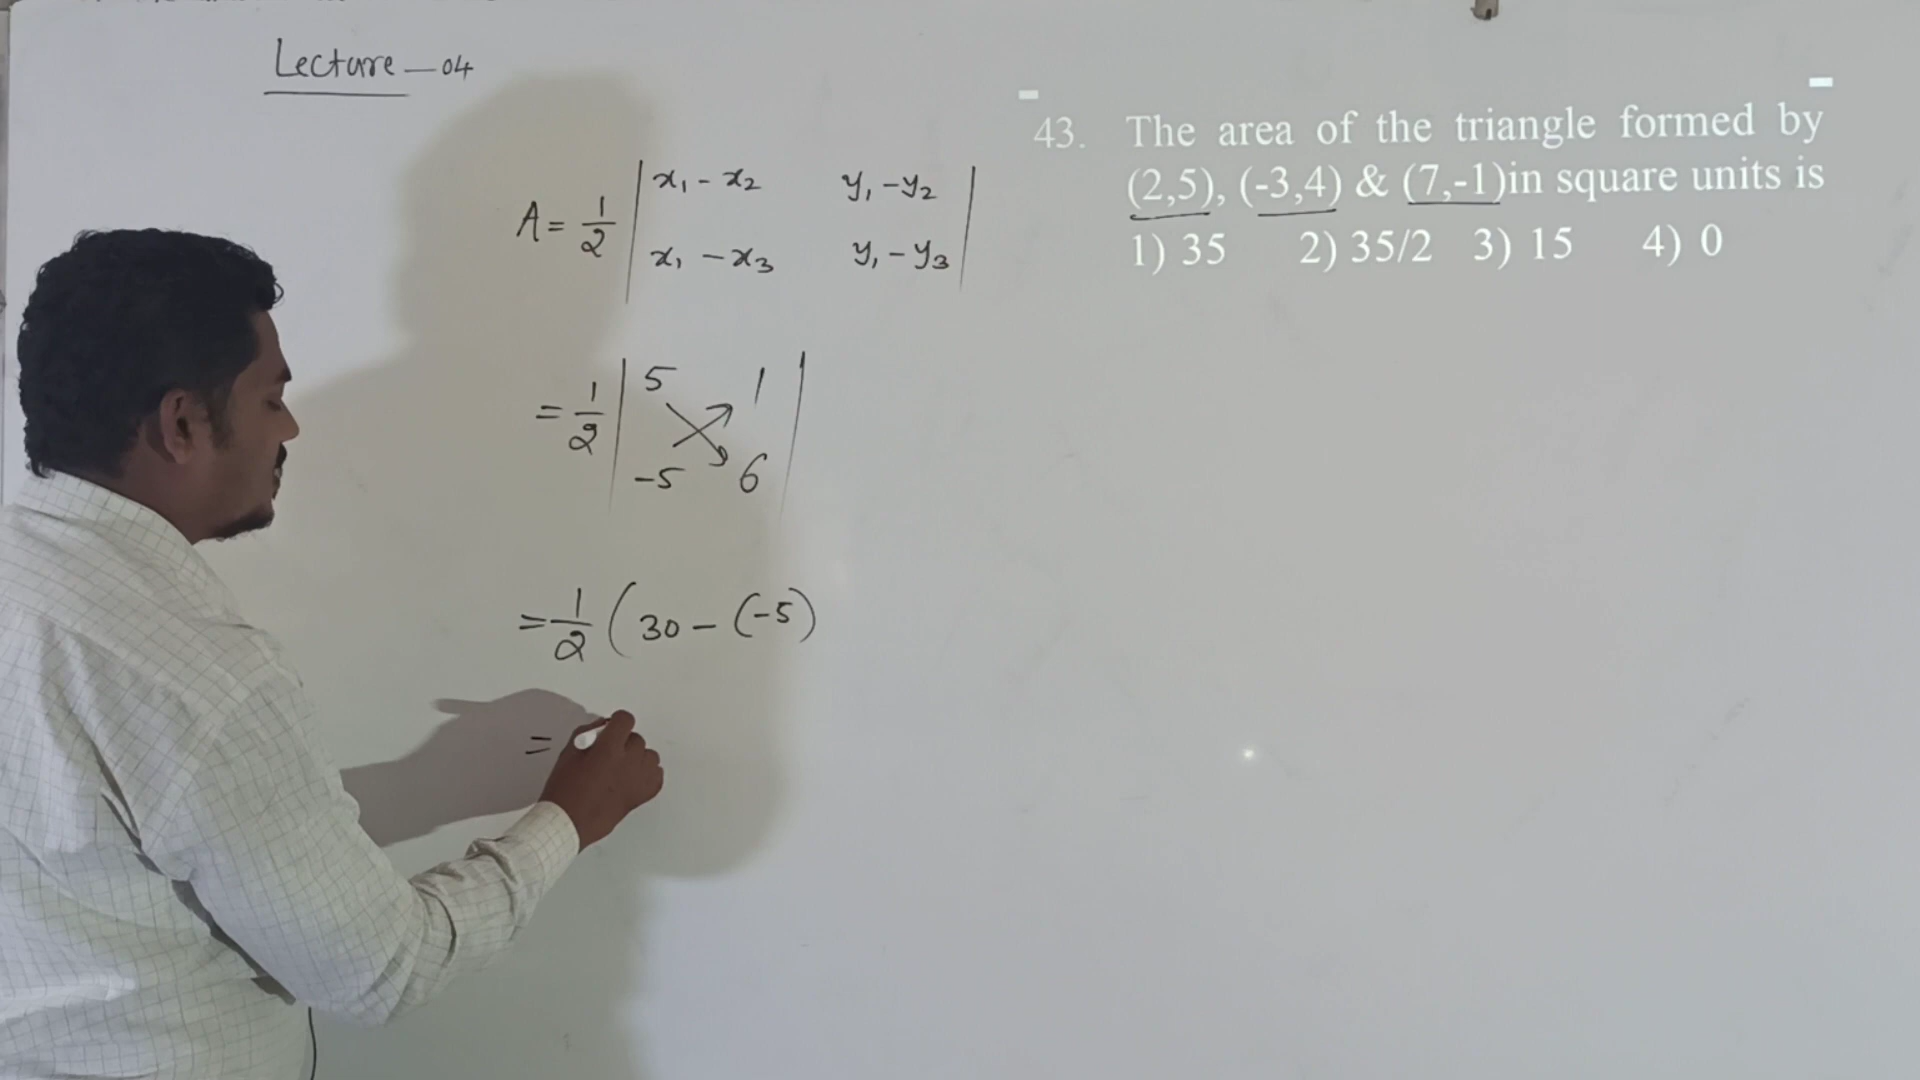 Lecture – 04
A = 1/2 | x₁ - x₂ y₁ - y₂ |
| x₁ - x₃ y₁ - y₃ |
= 1/2 | 5 1 |
| -5 6 |
= 1/2 ( 30 - (-5)
=
43. The area of the triangle formed by
(2,5), (-3,4) & (7,-1)in square units is
1) 35 2) 35/2 3) 15 4) 0